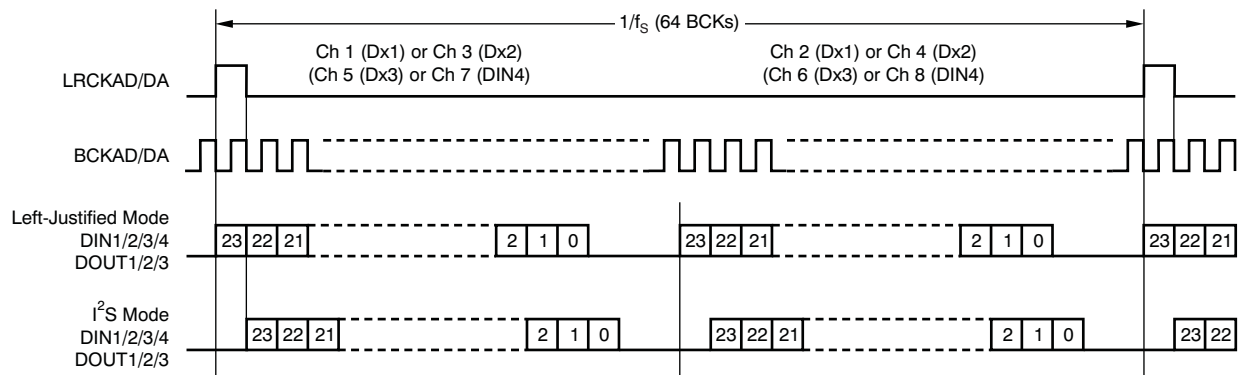 1/fS (64 BCKs)
Ch 1 (Dx1) or Ch 3 (Dx2)
(Ch 5 (Dx3) or Ch 7 (DIN4)
Ch 2 (Dx1) or Ch 4 (Dx2)
(Ch 6 (Dx3) or Ch 8 (DIN4)
LRCKAD/DA
BCKAD/DA
Left-Justified Mode
DIN1/2/3/4
DOUT1/2/3
23 22 21 2 1 0 23 22 21 2 1 0 23 22 21
I2S Mode
DIN1/2/3/4
DOUT1/2/3
23 22 21 2 1 0 23 22 21 2 1 0 23 22